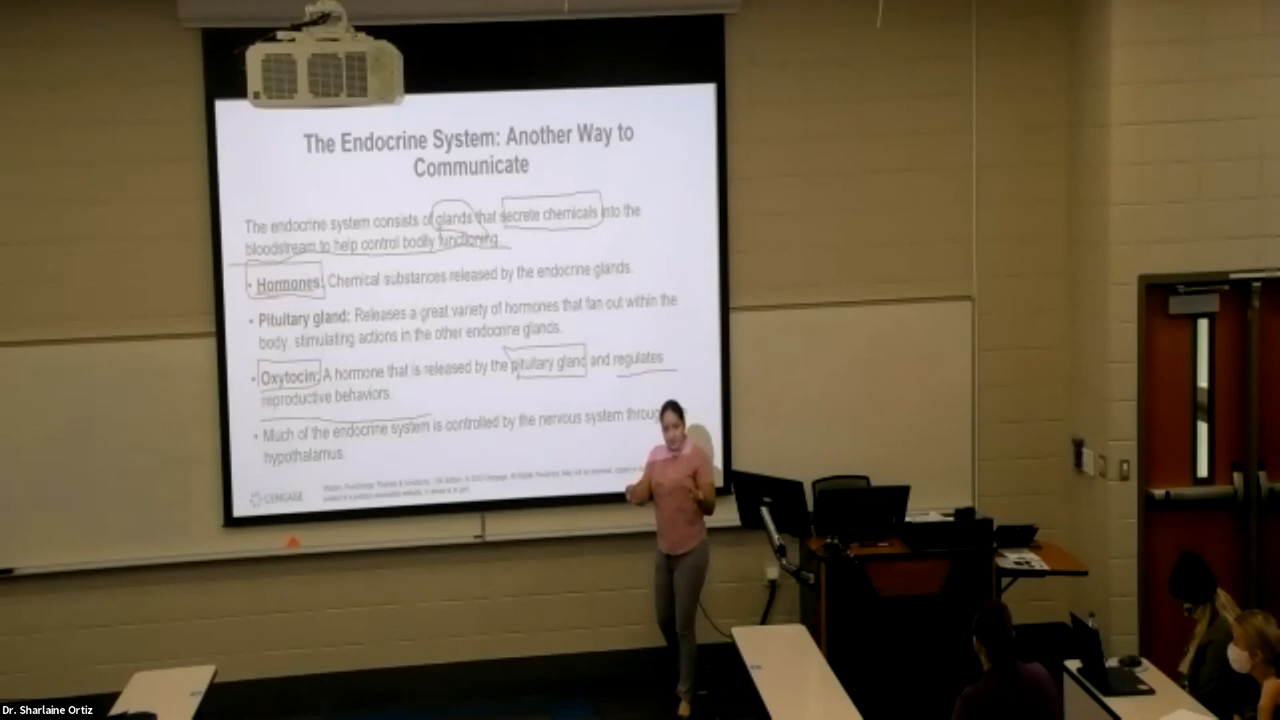 The Endocrine System: Another Way to
Communicate
The endocrine system consists of glands that secrete chemicals into the
bloodstream to help control bodily functioning.
• Hormones: Chemical substances released by the endocrine glands.
• Pituitary gland: Releases a great variety of hormones that fan out within the
body, stimulating actions in the other endocrine glands.
• Oxytocin: A hormone that is released by the pituitary gland and regulates
reproductive behaviors.
• Much of the endocrine system is controlled by the nervous system
hypothalamus.
CENGAGE
Dr. Sharlaine Ortiz